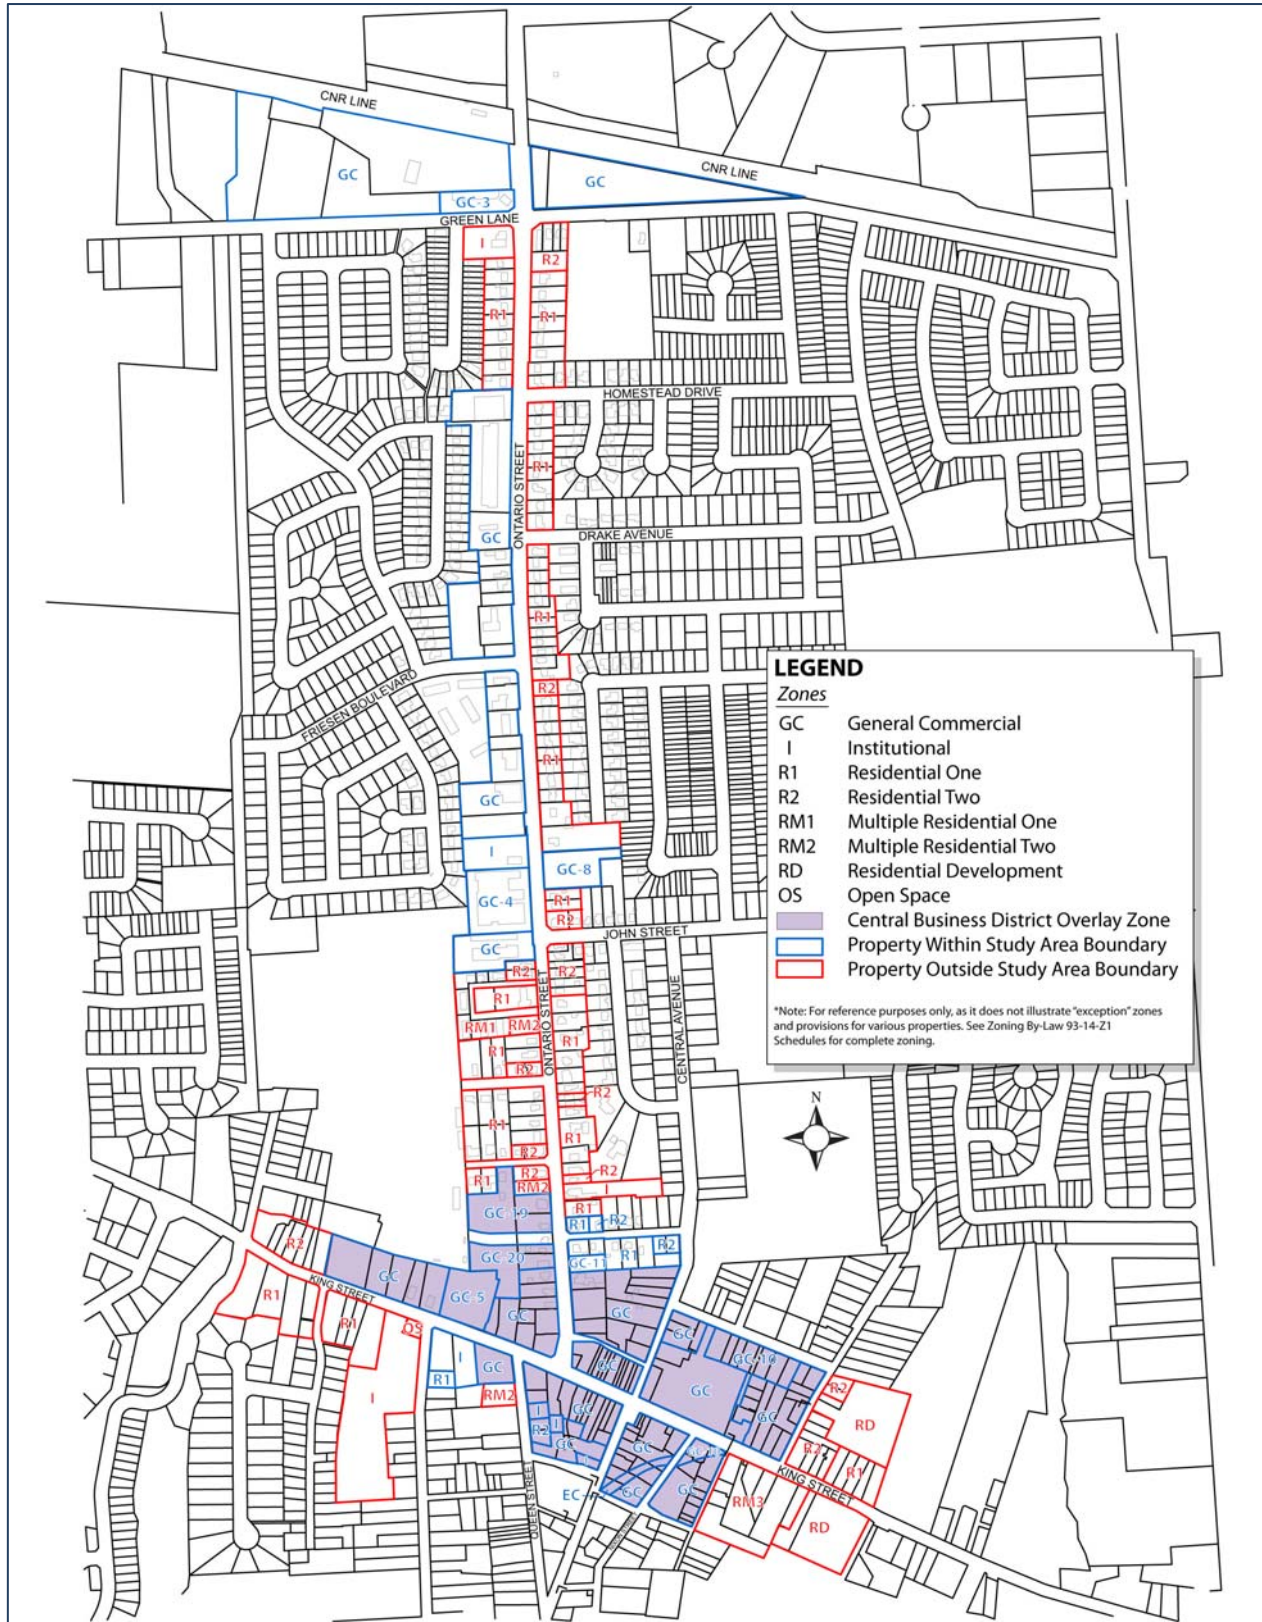 CNR LINE
CNR LINE
GC
GC
GC-3
GREEN LANE
I
R2
R1
R1
HOMESTEAD DRIVE
ONTARIO STREET
R1
GC
DRAKE AVENUE
R1
FRIESEN BOULEVARD
R2
R1
GC
I
GC-8
GC-4
R1
R2
JOHN STREET
GC
R2
R2
R1
ONTARIO STREET
CENTRAL AVENUE
RM1
RM2
R1
R1
R2
R2
R1
R1
R2
R2
R1
R2
RM2
I
R1
GC-19
R1
R2
R2
R1
GC-11
GC-20
R2
GC
KING STREET
GC-5
R1
GC
GC
R1
OS
GC
GC-10
I
GC
GC
R1
GC
RM2
GC
GC
R2
I
I
I
GC
R2
RD
GC
GC
R2
R1
GC
GC
KING STREET
EC
RM3
RD
QUEEN STREET
LEGEND
Zones
GC General Commercial
I Institutional
R1 Residential One
R2 Residential Two
RM1 Multiple Residential One
RM2 Multiple Residential Two
RD Residential Development
OS Open Space
Central Business District Overlay Zone
Property Within Study Area Boundary
Property Outside Study Area Boundary
*Note: For reference purposes only, as it does not illustrate "exception" zones
and provisions for various properties. See Zoning By-Law 93-14-Z1
Schedules for complete zoning.
N